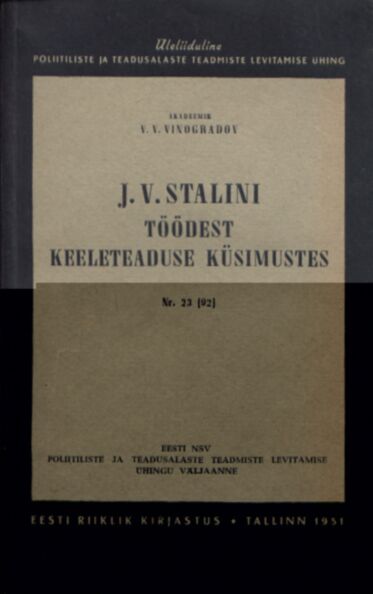 Üleliiduline
POLIITILISTE JA TEADUSALASTE TEADMISTE LEVITAMISE ÜHING
AKADEEMIK
V. V. VINOGRADOV
J. V. STALINI
TÖÖDEST
KEELETEADUSE KÜSIMUSTES
Nr. 23 (92)
EESTI NSV
POLIITILISTE JA TEADUSALASTE TEADMISTE LEVITAMISE
ÜHINGU VÄLJAANNE
EESTI RIIKLIK KIRJASTUS • TALLINN 1951